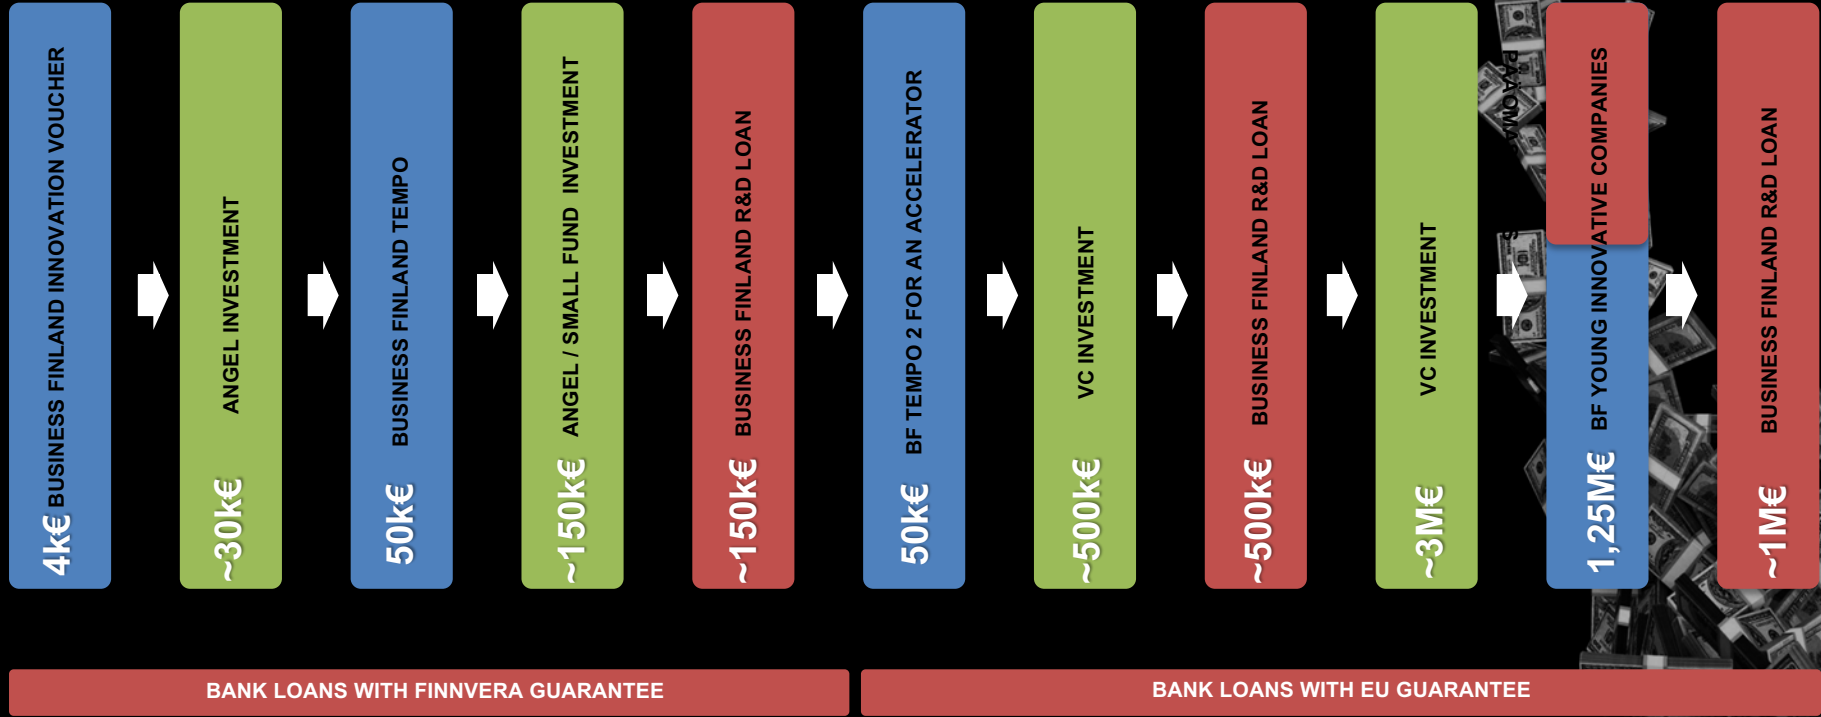 4k€ BUSINESS FINLAND INNOVATION VOUCHER
~30k€ ANGEL INVESTMENT
50k€ BUSINESS FINLAND TEMPO
~150k€ ANGEL / SMALL FUND INVESTMENT
~150k€ BUSINESS FINLAND R&D LOAN
50k€ BF TEMPO 2 FOR AN ACCELERATOR
~500k€ VC INVESTMENT
~500k€ BUSINESS FINLAND R&D LOAN
~3M€ VC INVESTMENT
1,25M€ BF YOUNG INNOVATIVE COMPANIES
~1M€ BUSINESS FINLAND R&D LOAN
BANK LOANS WITH FINNVERA GUARANTEE
BANK LOANS WITH EU GUARANTEE